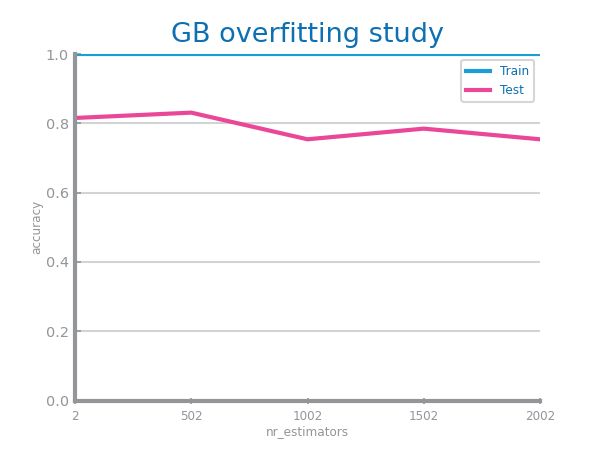 GB overfitting study
1.0
Train
Test
0.8
0.6
accuracy
0.4
0.2
0.0
2 502 1002 1502 2002
nr_estimators